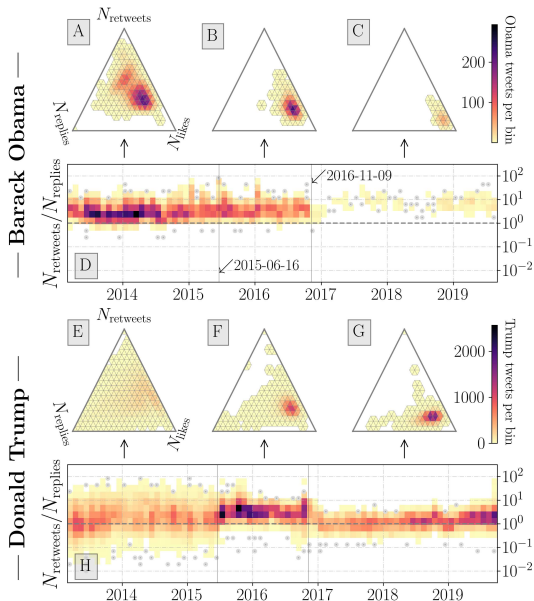 — Barack Obama —
N_retweets
A
B
C
N_replies
N_likes
Obama tweets per bin
200
100
N_retweets/N_replies
2016-11-09
2015-06-16
D
10^2
10^1
10^0
10^-1
10^-2
2014 2015 2016 2017 2018 2019
— Donald Trump —
N_retweets
E
F
G
N_replies
N_likes
Trump tweets per bin
2000
1000
0
N_retweets/N_replies
H
10^2
10^1
10^0
10^-1
10^-2
2014 2015 2016 2017 2018 2019